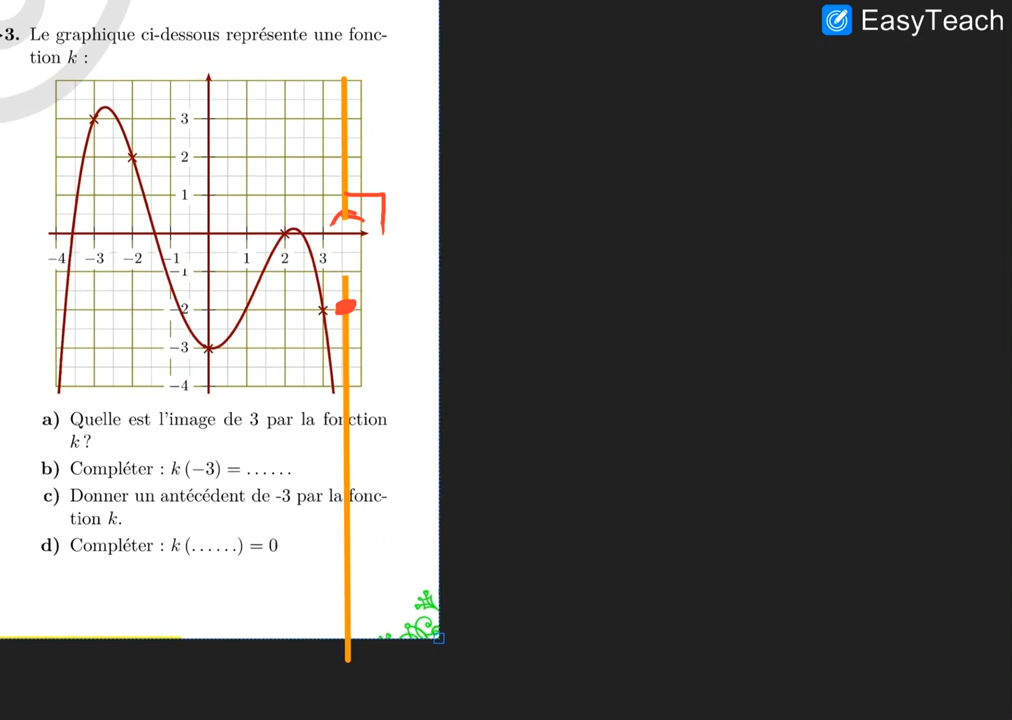 EasyTeach
3. Le graphique ci-dessous représente une fonc-
tion k :
3
2
1
−4 −3 −2 −1 1 2 3
−1
−2
−3
−4
a) Quelle est l'image de 3 par la fonction
k ?
b) Compléter : k (−3) = ......
c) Donner un antécédent de -3 par la fonc-
tion k.
d) Compléter : k (......) = 0